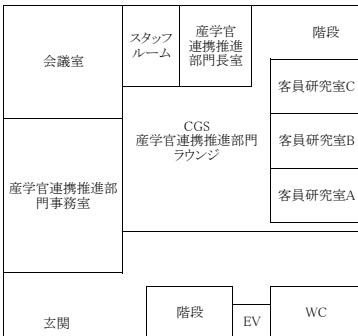 会議室
スタッフ
ルーム
産学官
連携推進
部門長室
階段
客員研究室C
CGS
産学官連携推進部門
ラウンジ
客員研究室B
産学官連携推進部
門事務室
客員研究室A
玄関
階段
EV
WC